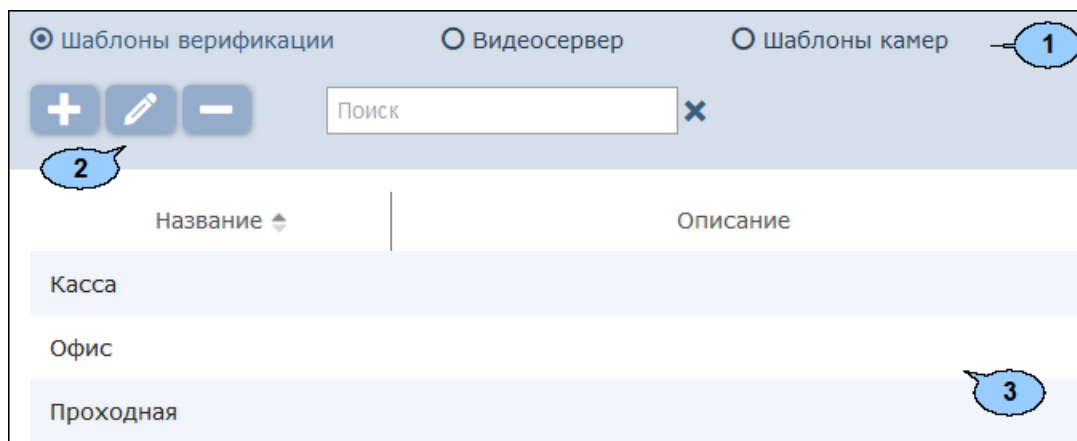 Шаблоны верификации Видеосервер Шаблоны камер 1
Поиск
2
Название Описание
Касса
Офис
3
Проходная